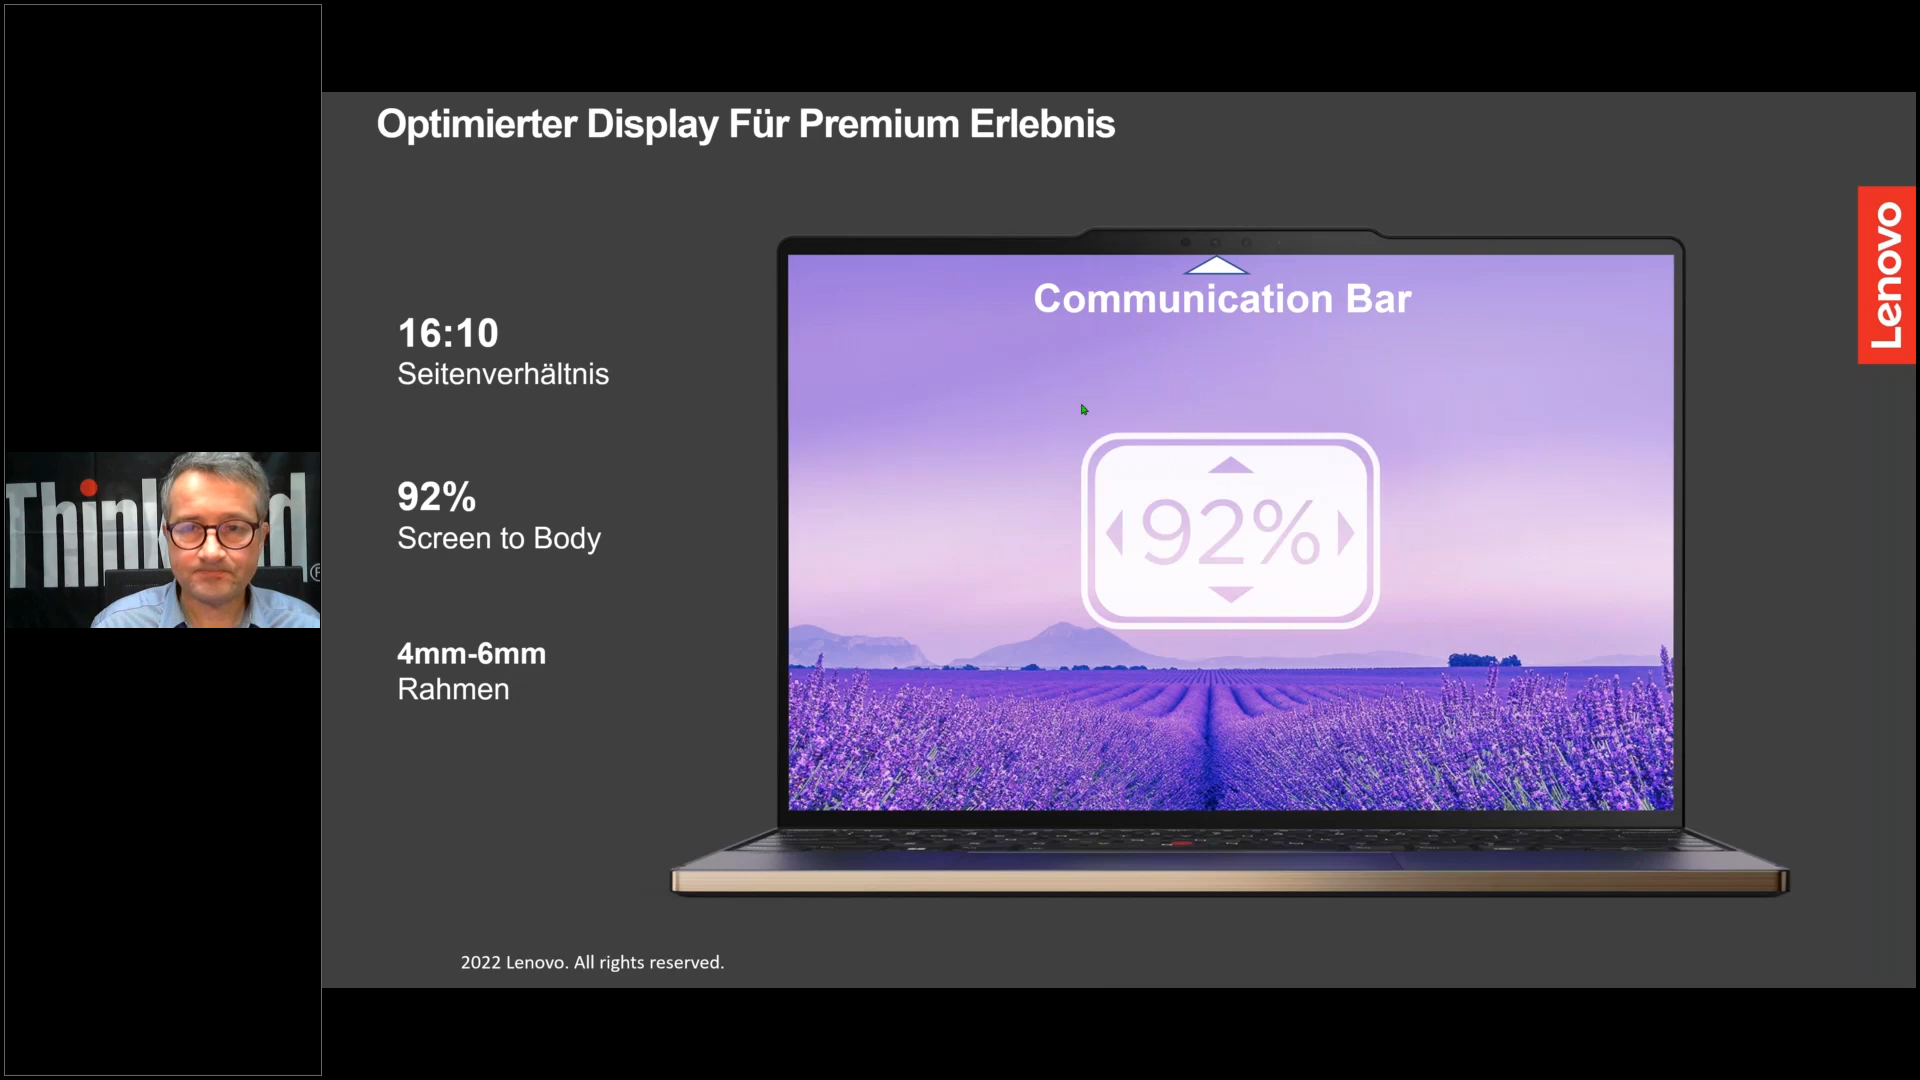 Optimierter Display Für Premium Erlebnis
Lenovo
Communication Bar
16:10
Seitenverhältnis
92%
92%
Screen to Body
4mm-6mm
Rahmen
2022 Lenovo. All rights reserved.